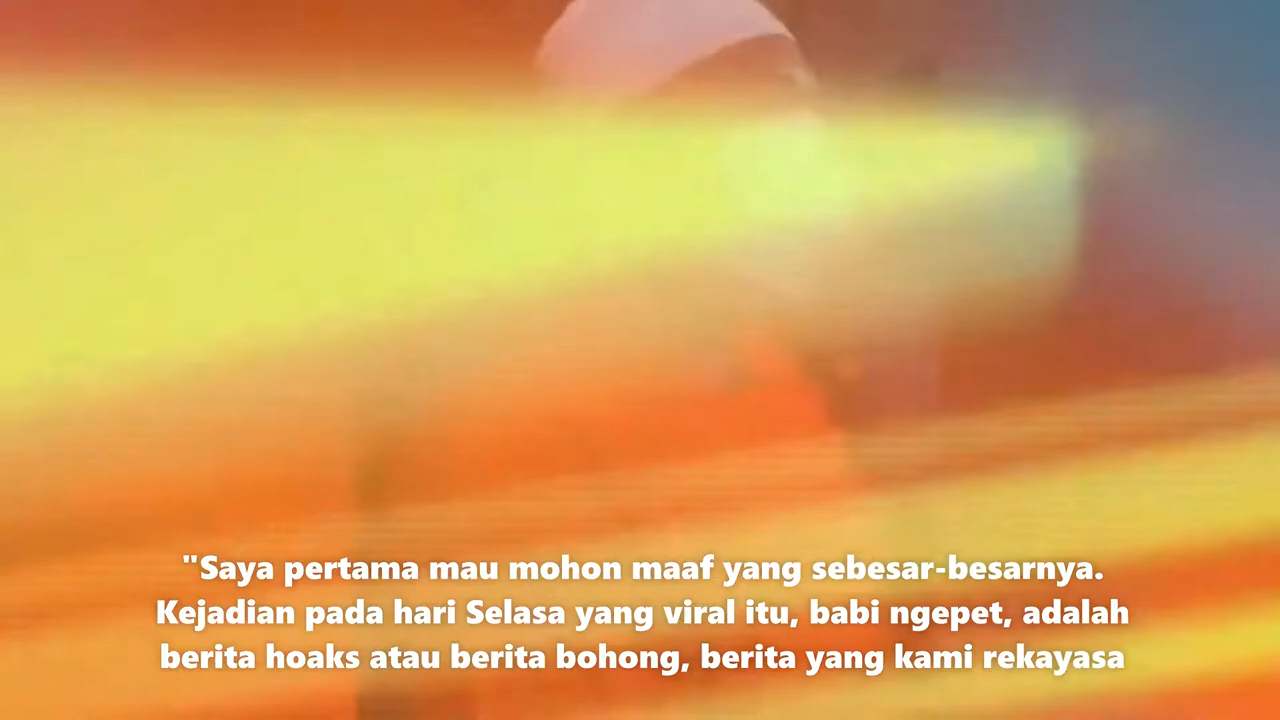 "Saya pertama mau mohon maaf yang sebesar-besarnya.
Kejadian pada hari Selasa yang viral itu, babi ngepet, adalah
berita hoaks atau berita bohong, berita yang kami rekayasa